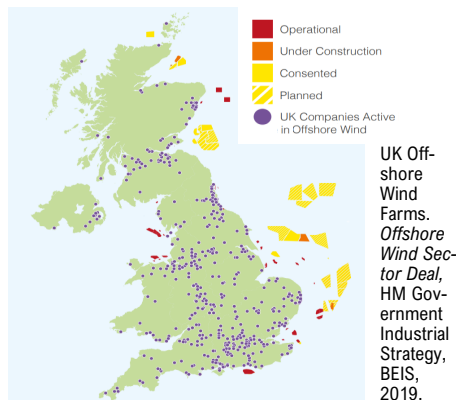 Operational
Under Construction
Consented
Planned
UK Companies Active
in Offshore Wind
UK Off-
shore
Wind
Farms.
Offshore
Wind Sec-
tor Deal,
HM Gov-
ernment
Industrial
Strategy,
BEIS,
2019.